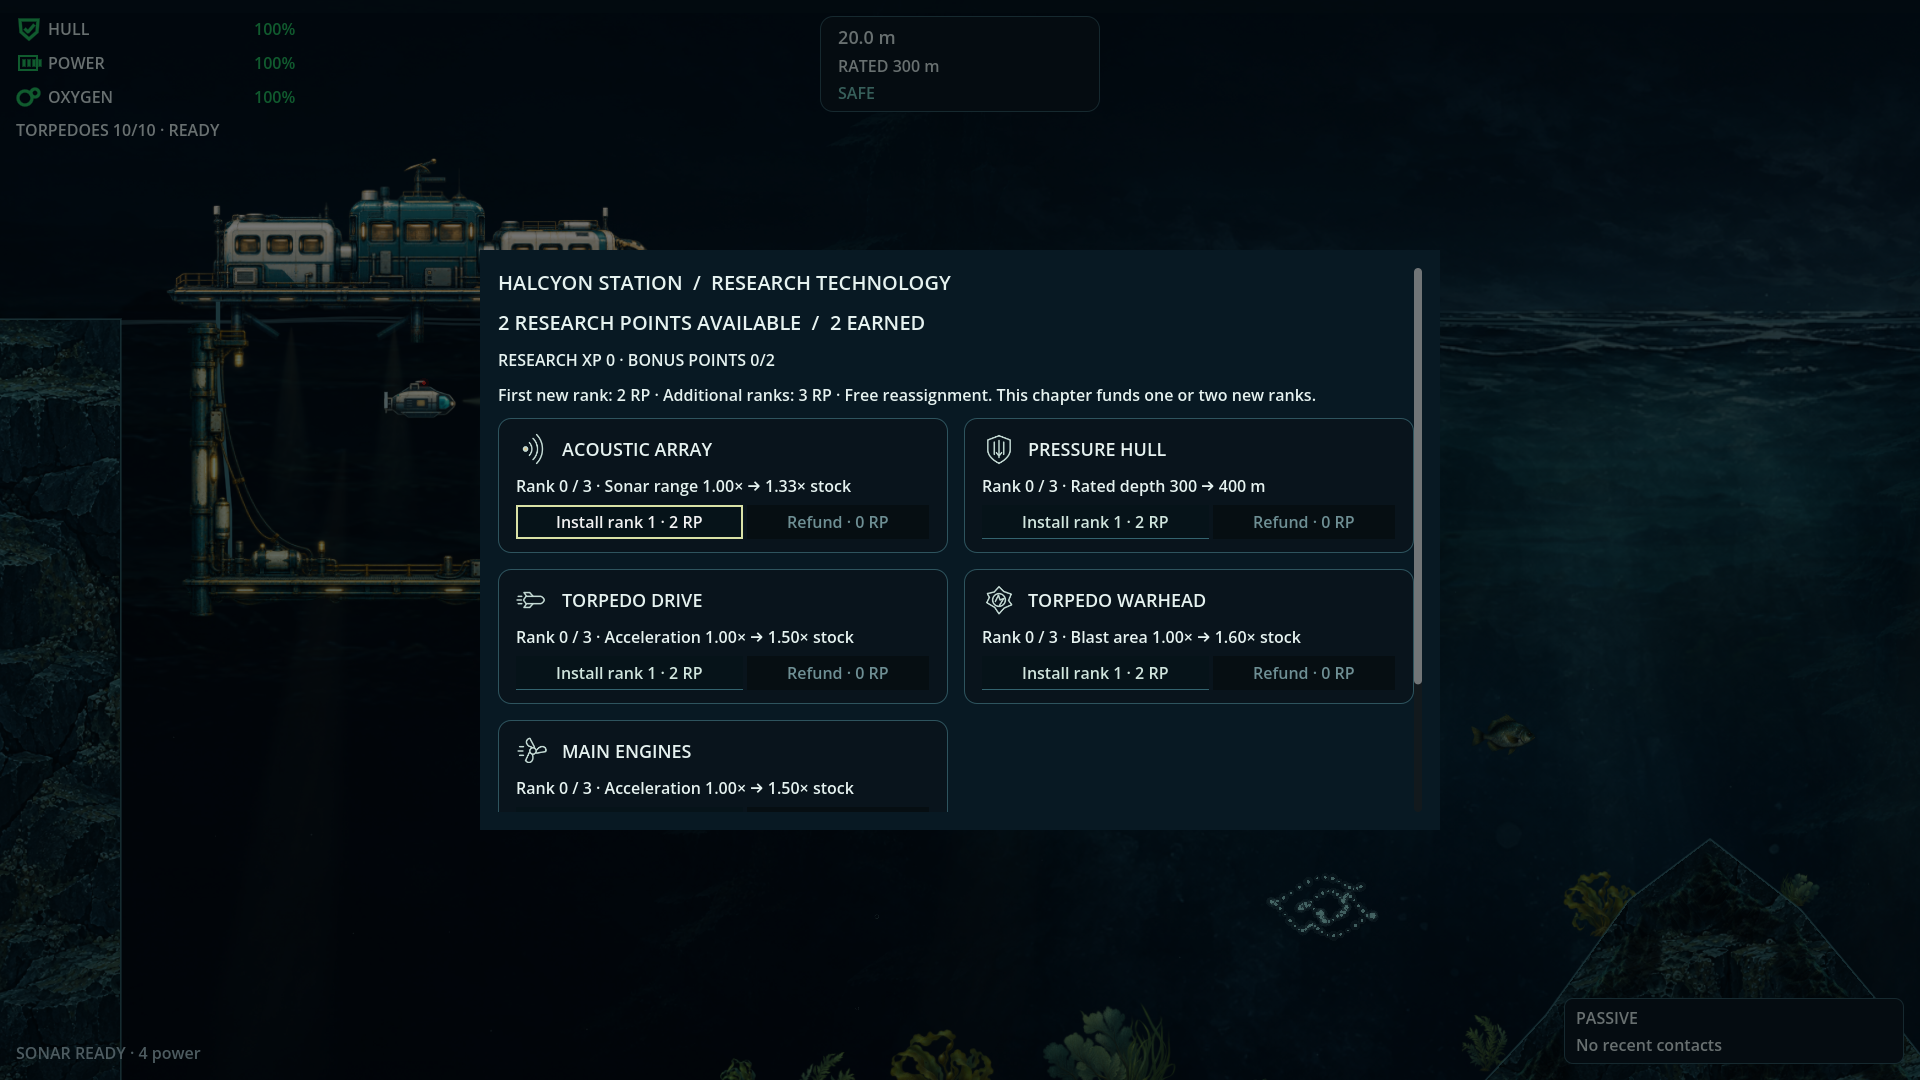 HULL 100%
POWER 100%
OXYGEN 100%
TORPEDOES 10/10 · READY
20.0 m
RATED 300 m
SAFE
HALCYON STATION / RESEARCH TECHNOLOGY
2 RESEARCH POINTS AVAILABLE / 2 EARNED
RESEARCH XP 0 · BONUS POINTS 0/2
First new rank: 2 RP · Additional ranks: 3 RP · Free reassignment. This chapter funds one or two new ranks.
ACOUSTIC ARRAY
Rank 0 / 3 · Sonar range 1.00× → 1.33× stock
Install rank 1 · 2 RP Refund · 0 RP
PRESSURE HULL
Rank 0 / 3 · Rated depth 300 → 400 m
Install rank 1 · 2 RP Refund · 0 RP
TORPEDO DRIVE
Rank 0 / 3 · Acceleration 1.00× → 1.50× stock
Install rank 1 · 2 RP Refund · 0 RP
TORPEDO WARHEAD
Rank 0 / 3 · Blast area 1.00× → 1.60× stock
Install rank 1 · 2 RP Refund · 0 RP
MAIN ENGINES
Rank 0 / 3 · Acceleration 1.00× → 1.50× stock
SONAR READY · 4 power
PASSIVE
No recent contacts